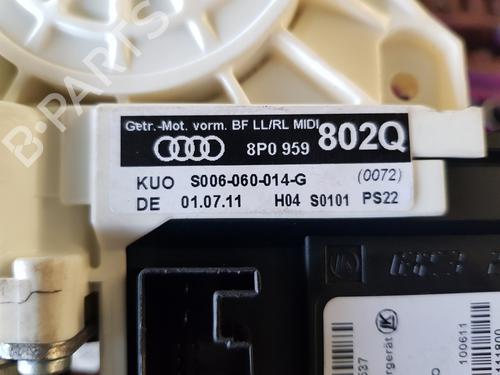 Getr.-Mot. vorm. BF LL/RL MIDI
8P0 959 802Q
KUO S006-060-014-G (0072)
DE 01.07.11 H04 S0101 PS22
B-PARTS
100611